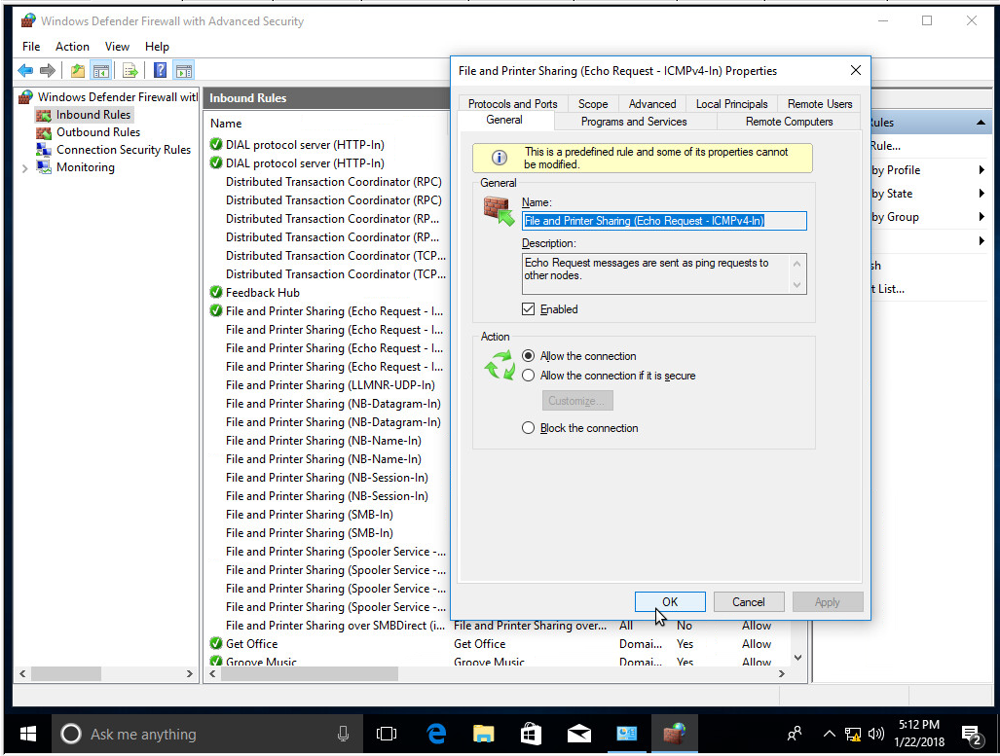 Windows Defender Firewall with Advanced Security
File Action View Help
Windows Defender Firewall witl
Inbound Rules
Outbound Rules
Connection Security Rules
Monitoring
Inbound Rules
Name
DIAL protocol server (HTTP-In)
DIAL protocol server (HTTP-In)
Distributed Transaction Coordinator (RPC)
Distributed Transaction Coordinator (RPC)
Distributed Transaction Coordinator (RP...
Distributed Transaction Coordinator (RP...
Distributed Transaction Coordinator (TCP...
Distributed Transaction Coordinator (TCP...
Feedback Hub
File and Printer Sharing (Echo Request - I...
File and Printer Sharing (Echo Request - I...
File and Printer Sharing (Echo Request - I...
File and Printer Sharing (Echo Request - I...
File and Printer Sharing (LLMNR-UDP-In)
File and Printer Sharing (NB-Datagram-In)
File and Printer Sharing (NB-Datagram-In)
File and Printer Sharing (NB-Name-In)
File and Printer Sharing (NB-Name-In)
File and Printer Sharing (NB-Session-In)
File and Printer Sharing (NB-Session-In)
File and Printer Sharing (SMB-In)
File and Printer Sharing (SMB-In)
File and Printer Sharing (Spooler Service -...
File and Printer Sharing (Spooler Service -...
File and Printer Sharing (Spooler Service -...
File and Printer Sharing (Spooler Service -...
File and Printer Sharing over SMBDirect (i... File and Printer Sharing over... All No Allow
Get Office Get Office Domai... Yes Allow
Groove Music Groove Music Domai... Yes Allow
File and Printer Sharing (Echo Request - ICMPv4-In) Properties
Protocols and Ports Scope Advanced Local Principals Remote Users
General Programs and Services Remote Computers
This is a predefined rule and some of its properties cannot
be modified.
General
Name:
File and Printer Sharing (Echo Request - ICMPv4-In)
Description:
Echo Request messages are sent as ping requests to
other nodes.
Enabled
Action
Allow the connection
Allow the connection if it is secure
Customize...
Block the connection
OK Cancel Apply
ules
Rule...
by Profile
by State
by Group
sh
t List...
Ask me anything
5:12 PM
1/22/2018
2